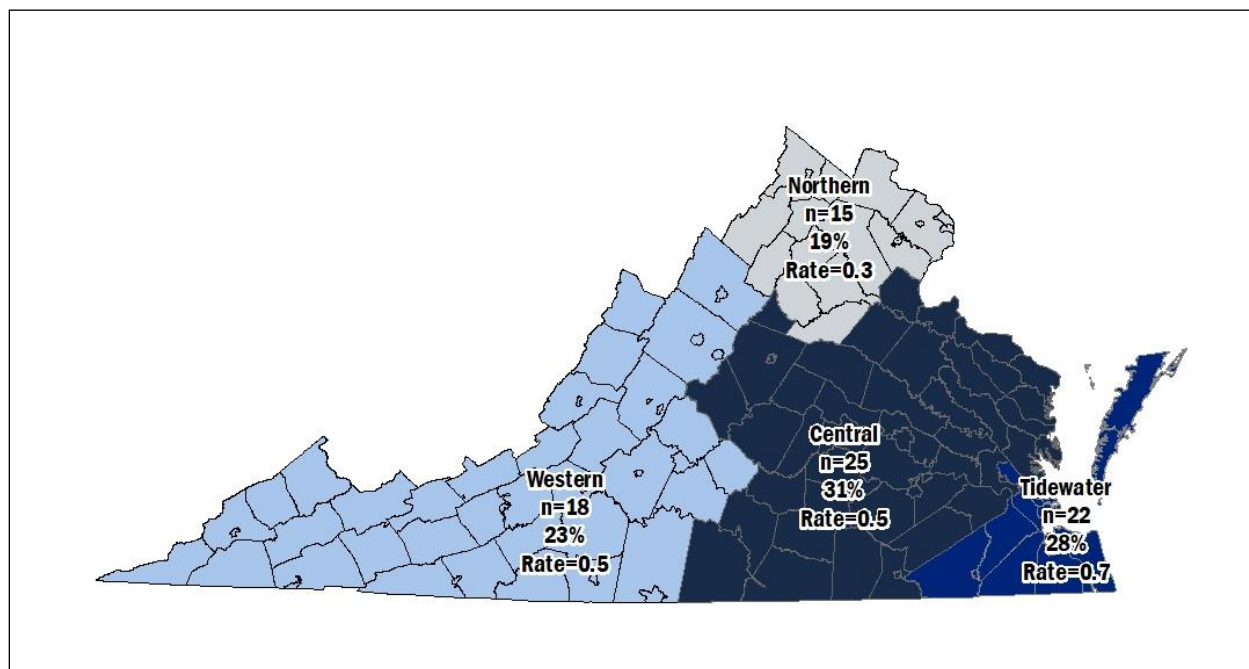 Northern
n=15
19%
Rate=0.3
Central
n=25
31%
Rate=0.5
Western
n=18
23%
Rate=0.5
Tidewater
n=22
28%
Rate=0.7